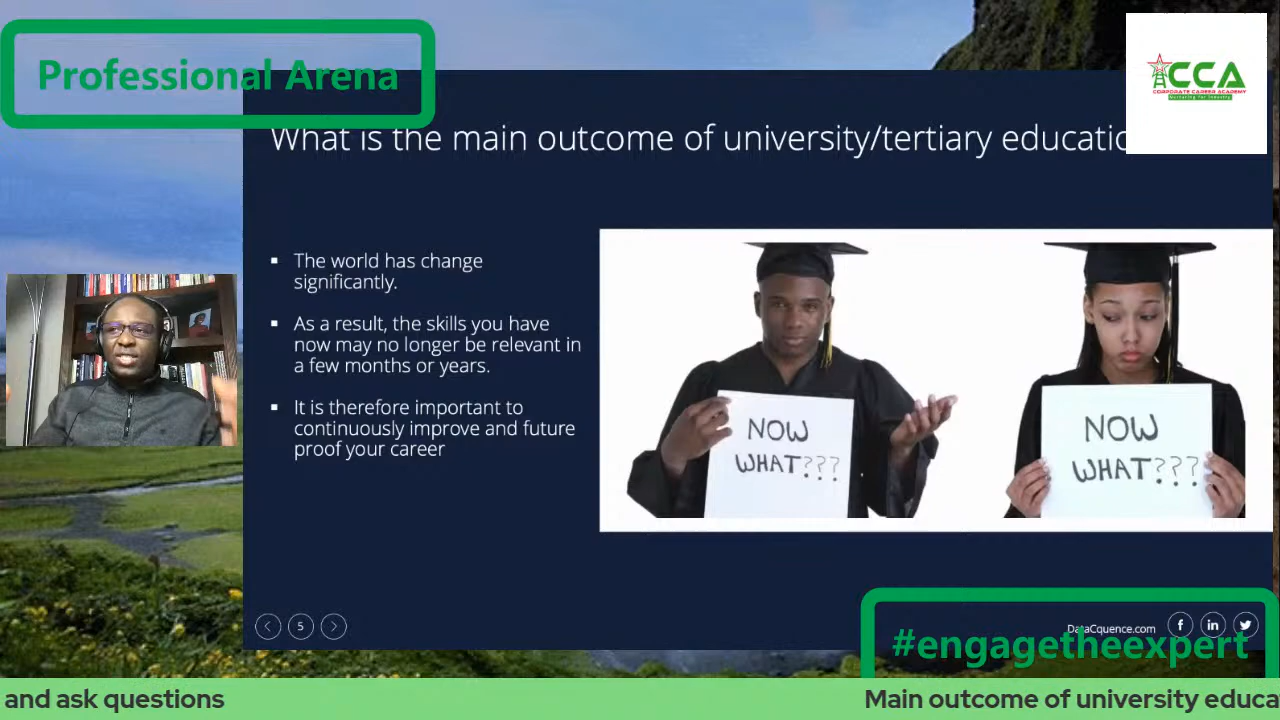 Professional Arena
CCA
CORPORATE CAREER ACADEMY
What is the main outcome of university/tertiary educatio
▪ The world has change
significantly.
▪ As a result, the skills you have
now may no longer be relevant in
a few months or years.
▪ It is therefore important to
continuously improve and future
proof your career
NOW
WHAT???
NOW
WHAT???
5
DataCquence.com
#engagetheexpert
and ask questions
Main outcome of university educa